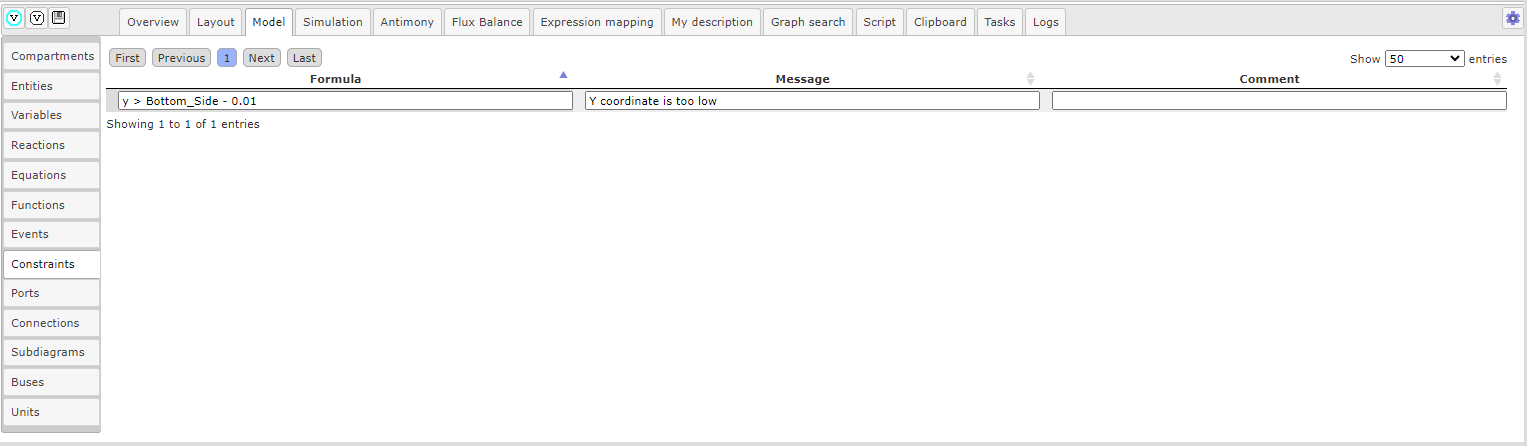 Overview Layout Model Simulation Antimony Flux Balance Expression mapping My description Graph search Script Clipboard Tasks Logs
Compartments
Entities
Variables
Reactions
Equations
Functions
Events
Constraints
Ports
Connections
Subdiagrams
Buses
Units
First Previous 1 Next Last
Show 50 entries
Formula Message Comment
y > Bottom_Side - 0.01 Y coordinate is too low
Showing 1 to 1 of 1 entries